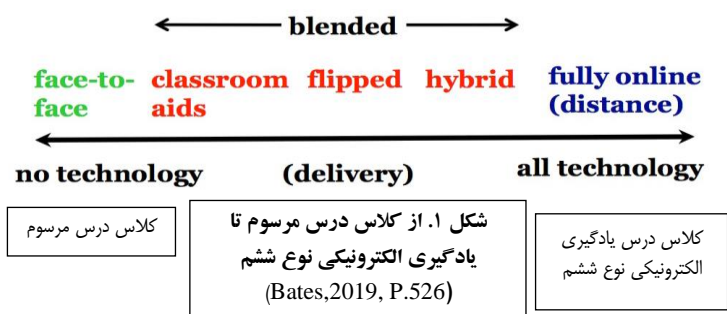 blended
face-to- classroom flipped hybrid fully online
face aids (distance)
no technology (delivery) all technology
کلاس درس مرسوم
شکل ۱. از کلاس درس مرسوم تا
یادگیری الکترونیکی نوع ششم
(Bates,2019, P.526)
کلاس درس یادگیری
الکترونیکی نوع ششم